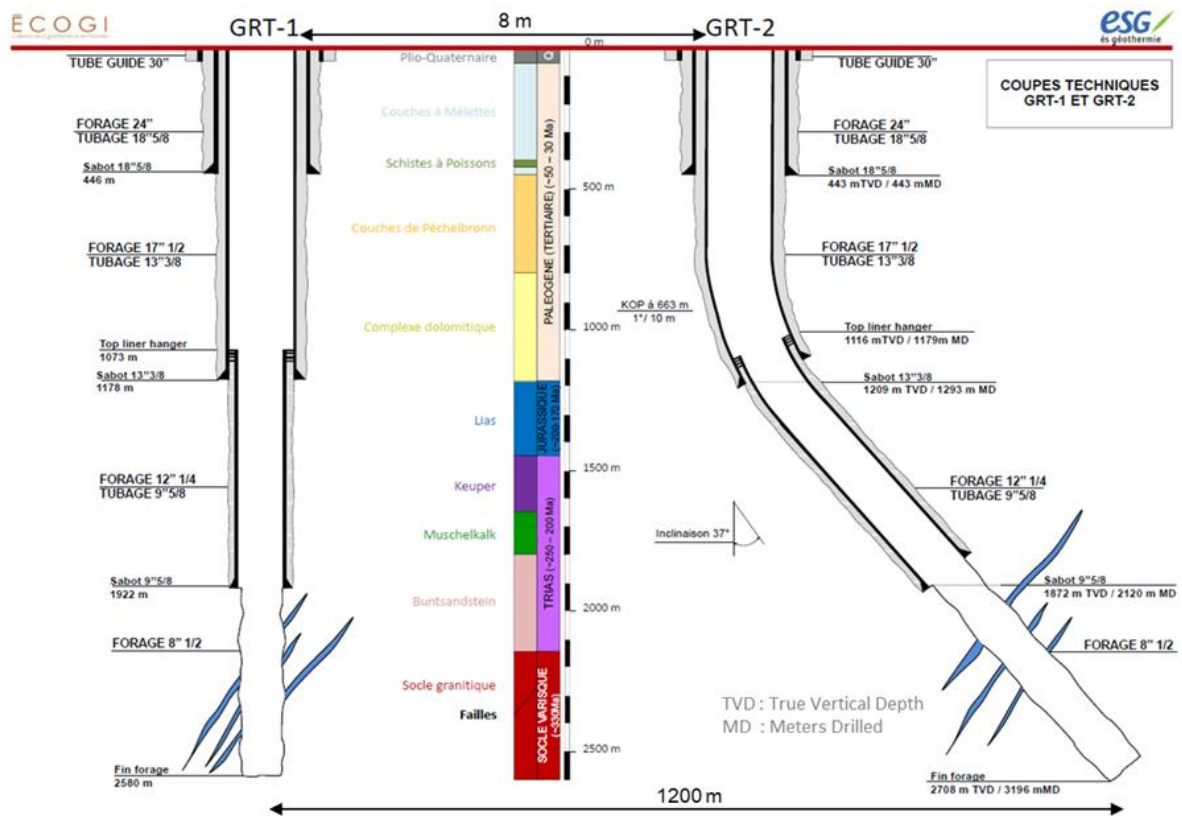 ECOGI
GRT-1
8 m
GRT-2
éSG
és géothermie
0 m
TUBE GUIDE 30"
Plio-Quaternaire
Q
TUBE GUIDE 30"
COUPES TECHNIQUES
GRT-1 ET GRT-2
Couches à Mélettes
FORAGE 24"
TUBAGE 18"5/8
FORAGE 24"
TUBAGE 18"5/8
Schistes à Poissons
Sabot 18"5/8
446 m
Sabot 18"5/8
443 mTVD / 443 mMD
500 m
PALEOGENE (TERTIAIRE) (~50 – 30 Ma)
Couches de Péchelbronn
FORAGE 17" 1/2
TUBAGE 13"3/8
FORAGE 17" 1/2
TUBAGE 13"3/8
KOP à 663 m
1°/ 10 m
Complexe dolomitique
1000 m
Top liner hanger
1073 m
Top liner hanger
1116 mTVD / 1179m MD
Sabot 13"3/8
1178 m
Sabot 13"3/8
1209 m TVD / 1293 m MD
Lias
JURASSIQUE
(~200-170 Ma)
1500 m
Keuper
FORAGE 12" 1/4
TUBAGE 9"5/8
FORAGE 12" 1/4
TUBAGE 9"5/8
Muschelkalk
TRIAS (~250 – 200 Ma)
Inclinaison 37°
Sabot 9"5/8
1922 m
Sabot 9"5/8
1872 m TVD / 2120 m MD
Buntsandstein
2000 m
FORAGE 8" 1/2
FORAGE 8" 1/2
Socle granitique
Failles
SOCLE VARISQUE
(~330Ma)
TVD : True Vertical Depth
MD : Meters Drilled
2500 m
Fin forage
2580 m
Fin forage
2708 m TVD / 3196 mMD
1200 m